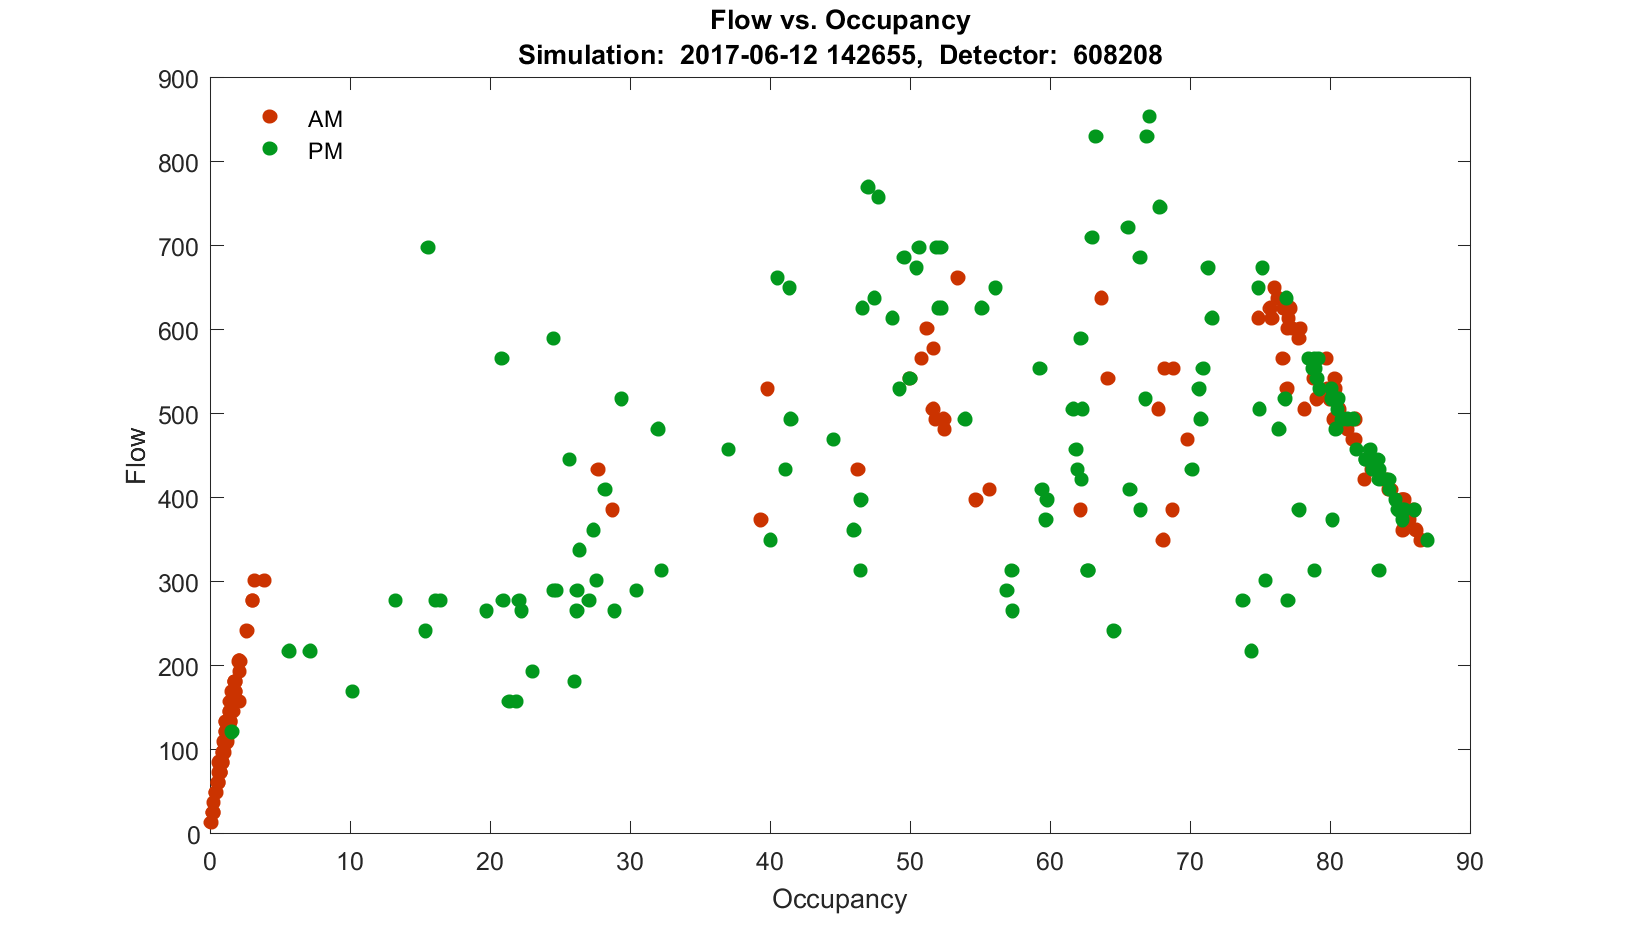 Flow vs. Occupancy
Simulation:  2017-06-12 142655,  Detector:  608208
900
800
700
600
500
400
300
200
100
0
AM
PM
Flow
0 10 20 30 40 50 60 70 80 90
Occupancy